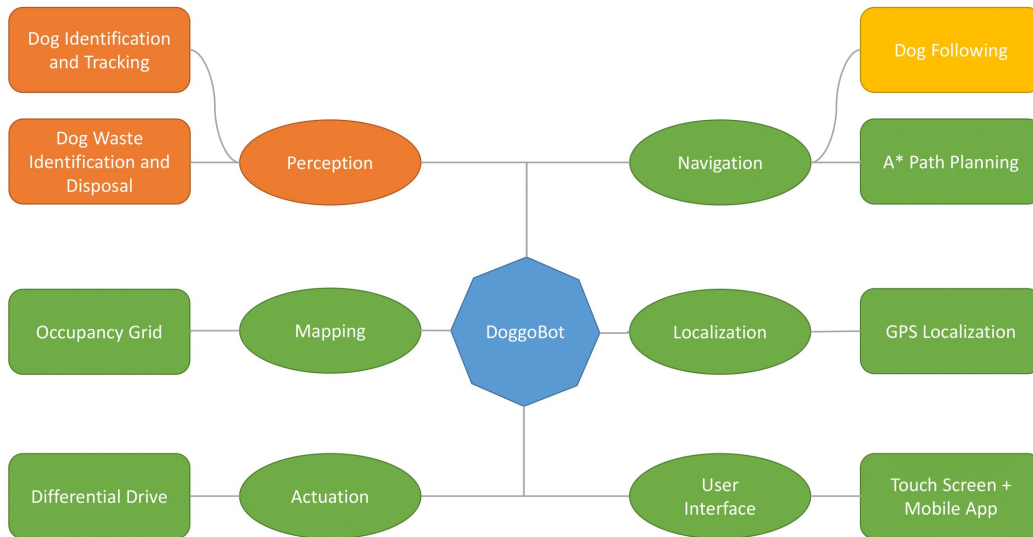 Dog Identification
and Tracking
Dog Following
Dog Waste
Identification and
Disposal
Perception
Navigation
A* Path Planning
Occupancy Grid
Mapping
DoggoBot
Localization
GPS Localization
Differential Drive
Actuation
User
Interface
Touch Screen +
Mobile App